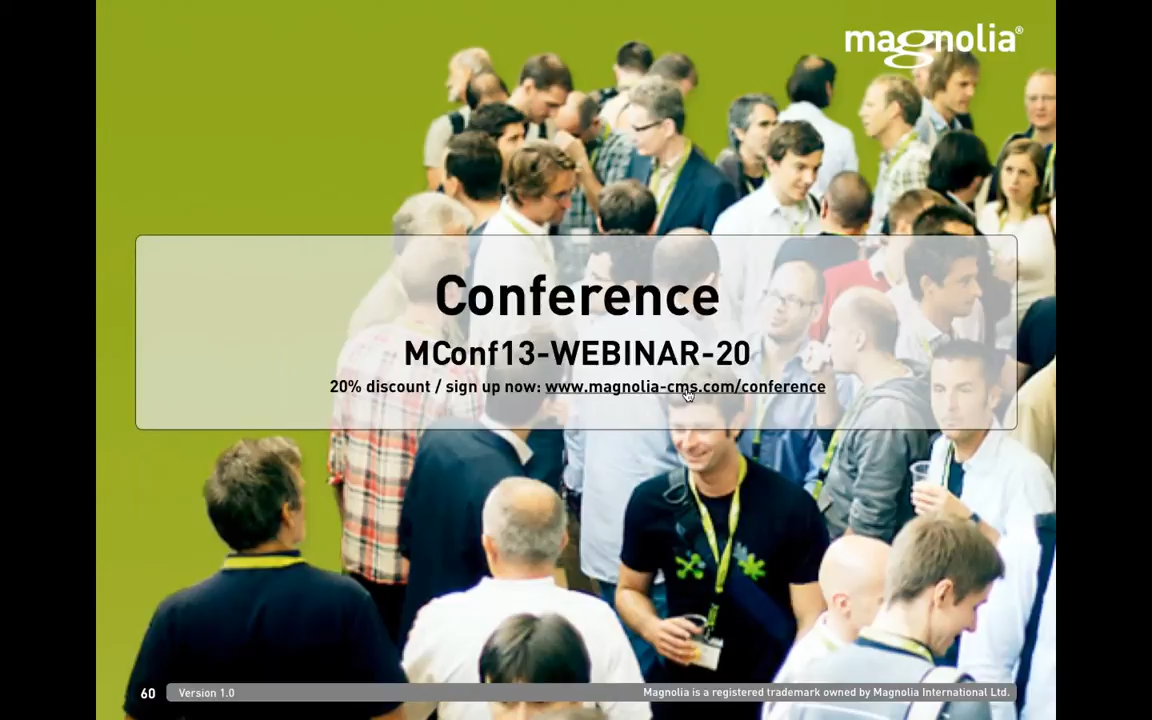 magnolia®
Conference
MConf13-WEBINAR-20
20% discount / sign up now: www.magnolia-cms.com/conference
60
Version 1.0
Magnolia is a registered trademark owned by Magnolia International Ltd.